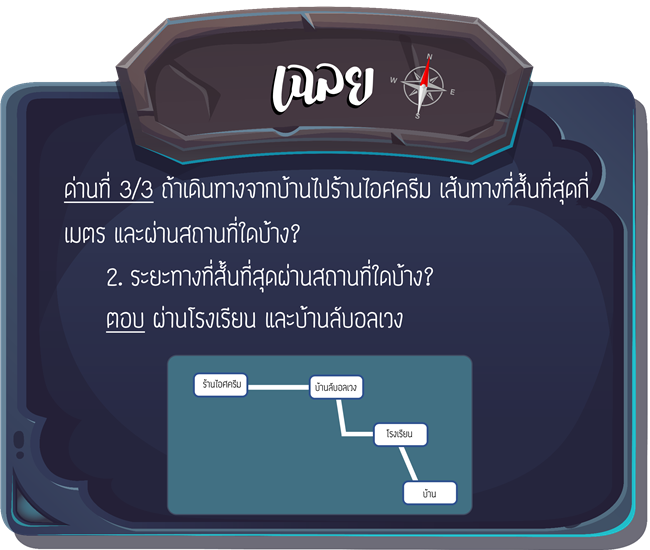 เฉลย
N
W
E
S
ด่านที่ 3/3 ถ้าเดินทางจากบ้านไปร้านไอศครีม เส้นทางที่สั้นที่สุดกี่
เมตร และผ่านสถานที่ใดบ้าง?
2. ระยะทางที่สั้นที่สุดผ่านสถานที่ใดบ้าง?
ตอบ ผ่านโรงเรียน และบ้านลับอลเวง
ร้านไอศครีม
บ้านลับอลเวง
โรงเรียน
บ้าน